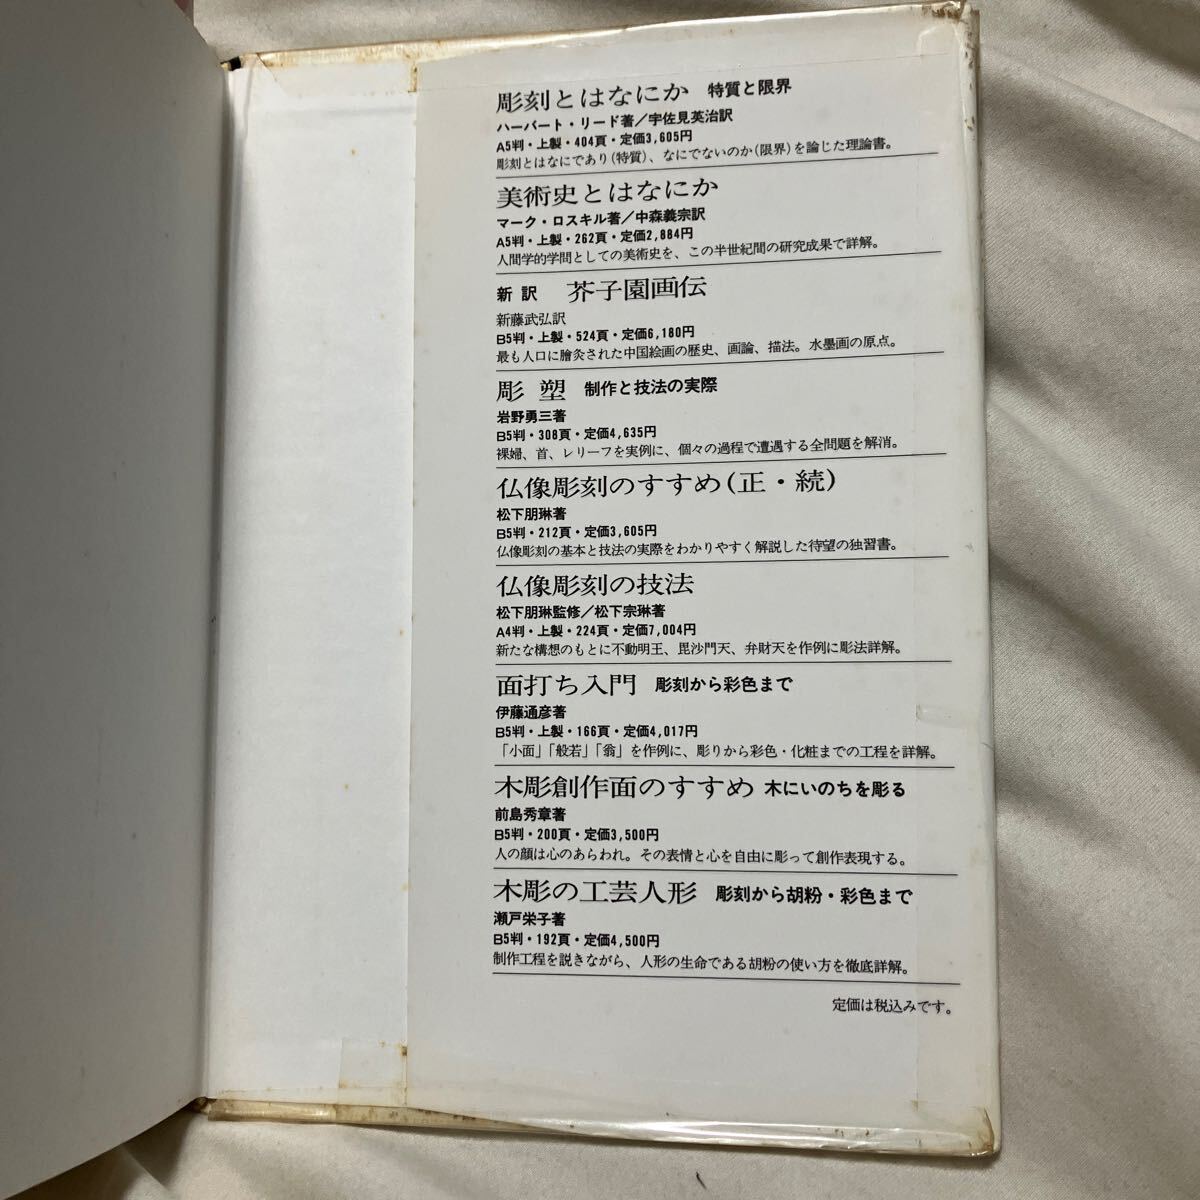 彫刻とはなにか 特質と限界
ハーバート・リード著／宇佐見英治訳
A5判・上製・404頁・定価3,605円
彫刻とはなにであり(特質)、なにでないのか(限界)を論じた理論書。
美術史とはなにか
マーク・ロスキル著／中森義宗訳
A5判・上製・262頁・定価2,884円
人間学的学問としての美術史を、この半世紀間の研究成果で詳解。
新訳 芥子園画伝
新藤武弘訳
B5判・上製・524頁・定価6,180円
最も人口に膾炙された中国絵画の歴史、画論、描法。水墨画の原点。
彫塑 制作と技法の実際
岩野勇三著
B5判・308頁・定価4,635円
裸婦、首、レリーフを実例に、個々の過程で遭遇する全問題を解消。
仏像彫刻のすすめ(正・続)
松下朋琳著
B5判・212頁・定価3,605円
仏像彫刻の基本と技法の実際をわかりやすく解説した待望の独習書。
仏像彫刻の技法
松下朋琳監修／松下宗琳著
A4判・上製・224頁・定価7,004円
新たな構想のもとに不動明王、毘沙門天、弁財天を作例に彫法詳解。
面打ち入門 彫刻から彩色まで
伊藤通彦著
B5判・上製・166頁・定価4,017円
「小面」「般若」「翁」を作例に、彫りから彩色・化粧までの工程を詳解。
木彫創作面のすすめ 木にいのちを彫る
前島秀章著
B5判・200頁・定価3,500円
人の顔は心のあらわれ。その表情と心を自由に彫って創作表現する。
木彫の工芸人形 彫刻から胡粉・彩色まで
瀬戸栄子著
B5判・192頁・定価4,500円
制作工程を説きながら、人形の生命である胡粉の使い方を徹底詳解。
定価は税込みです。